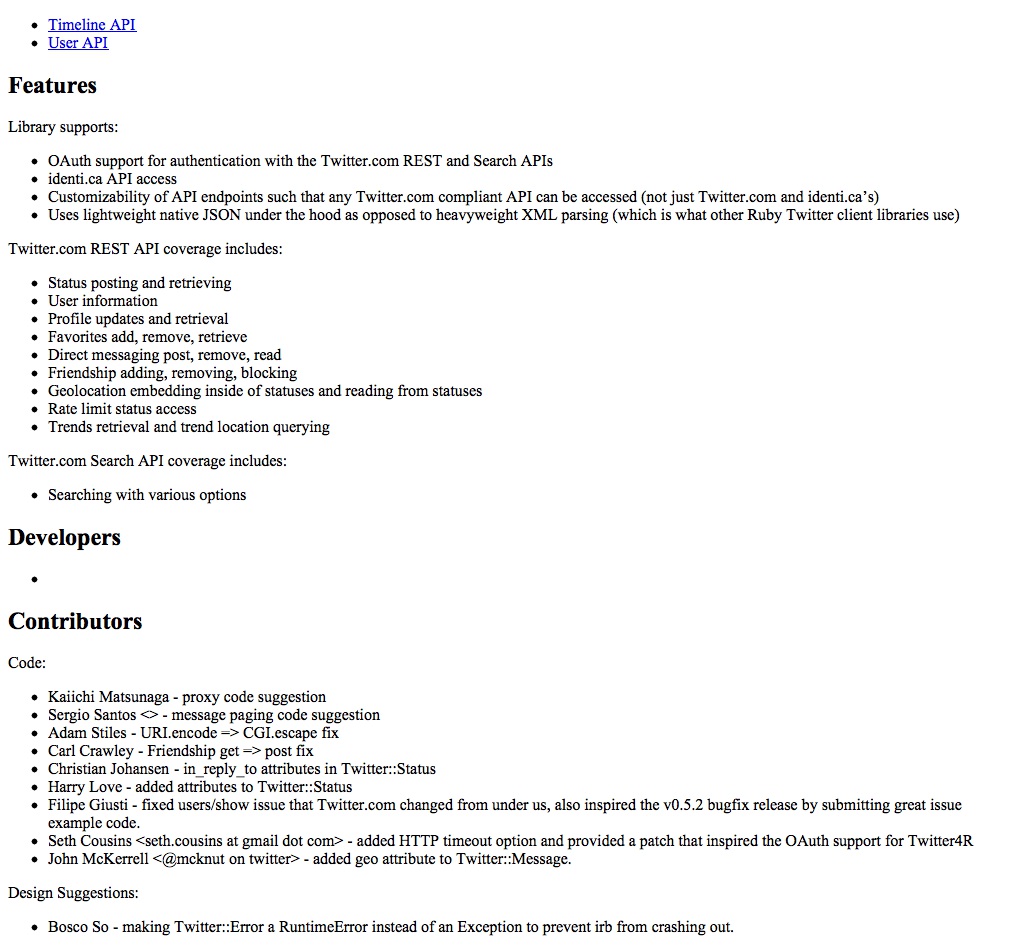 Timeline API
User API
Features
Library supports:
OAuth support for authentication with the Twitter.com REST and Search APIs
identi.ca API access
Customizability of API endpoints such that any Twitter.com compliant API can be accessed (not just Twitter.com and identi.ca’s)
Uses lightweight native JSON under the hood as opposed to heavyweight XML parsing (which is what other Ruby Twitter client libraries use)
Twitter.com REST API coverage includes:
Status posting and retrieving
User information
Profile updates and retrieval
Favorites add, remove, retrieve
Direct messaging post, remove, read
Friendship adding, removing, blocking
Geolocation embedding inside of statuses and reading from statuses
Rate limit status access
Trends retrieval and trend location querying
Twitter.com Search API coverage includes:
Searching with various options
Developers
Contributors
Code:
Kaiichi Matsunaga - proxy code suggestion
Sergio Santos <> - message paging code suggestion
Adam Stiles - URI.encode => CGI.escape fix
Carl Crawley - Friendship get => post fix
Christian Johansen - in_reply_to attributes in Twitter::Status
Harry Love - added attributes to Twitter::Status
Filipe Giusti - fixed users/show issue that Twitter.com changed from under us, also inspired the v0.5.2 bugfix release by submitting great issue
example code.
Seth Cousins <seth.cousins at gmail dot com> - added HTTP timeout option and provided a patch that inspired the OAuth support for Twitter4R
John McKerrell <@mcknut on twitter> - added geo attribute to Twitter::Message.
Design Suggestions:
Bosco So - making Twitter::Error a RuntimeError instead of an Exception to prevent irb from crashing out.